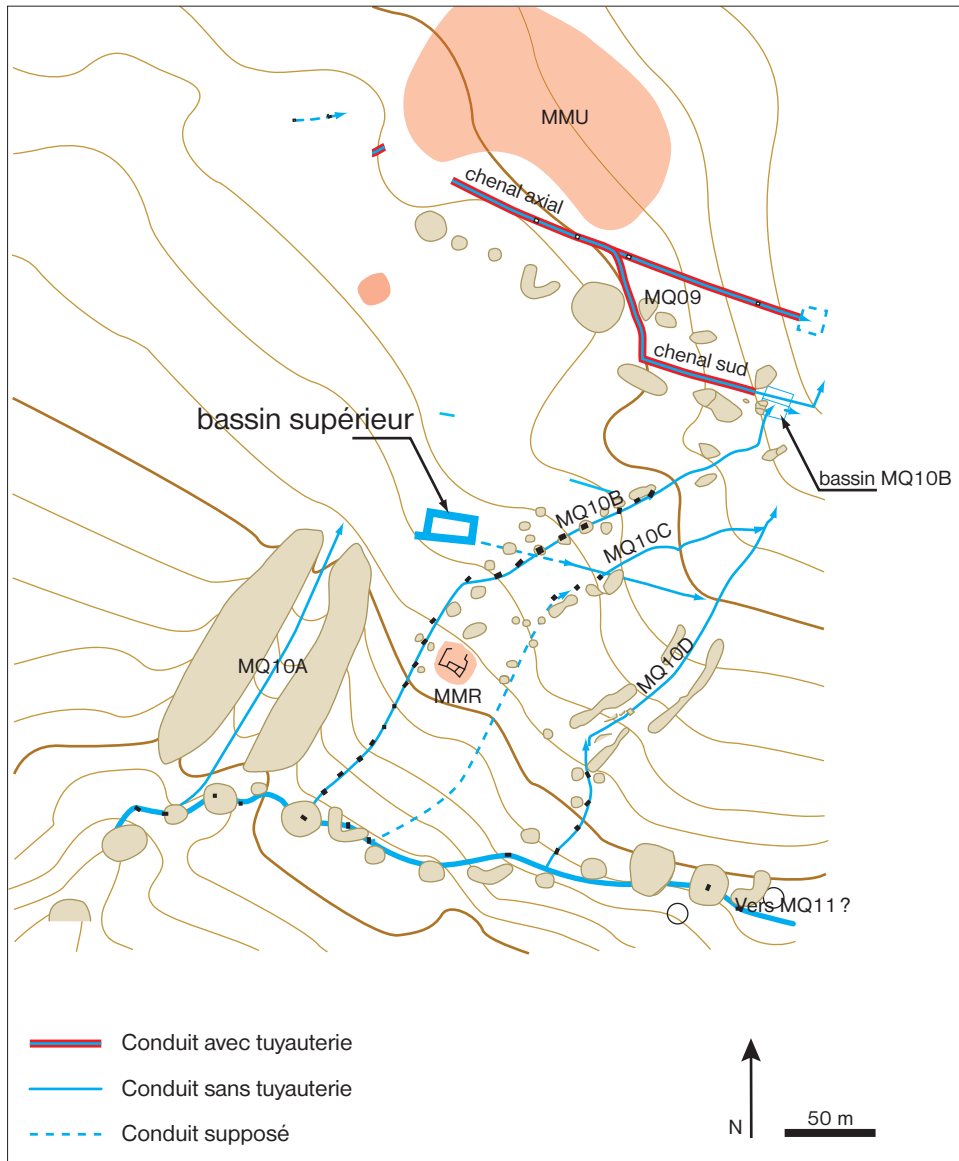 MMU
chenal axial
MQ09
chenal sud
bassin supérieur
bassin MQ10B
MQ10B
MQ10C
MQ10A
MQ10D
MMR
Vers MQ11 ?
Conduit avec tuyauterie
Conduit sans tuyauterie
Conduit supposé
N
50 m